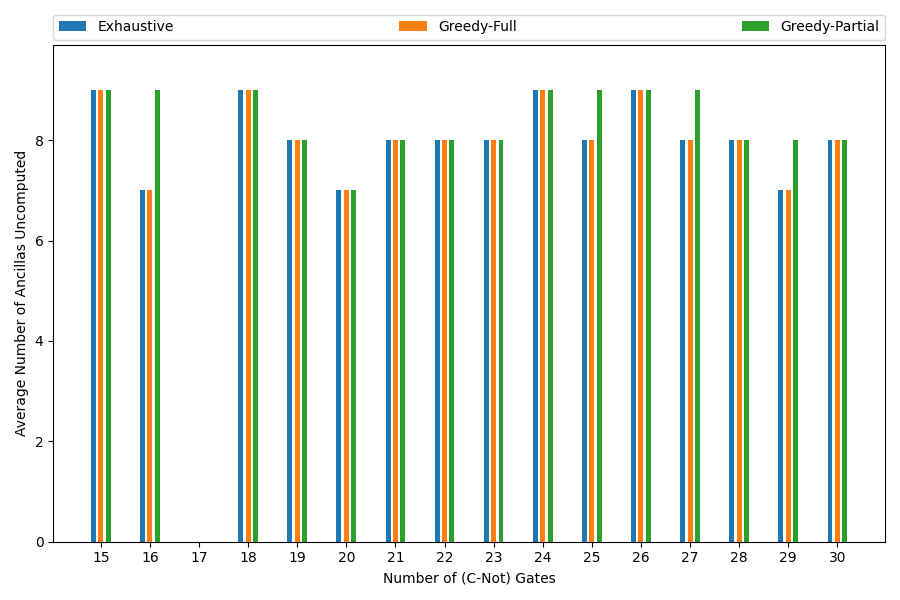 Exhaustive Greedy-Full Greedy-Partial
Average Number of Ancillas Uncomputed
8
6
4
2
0
15 16 17 18 19 20 21 22 23 24 25 26 27 28 29 30
Number of (C-Not) Gates